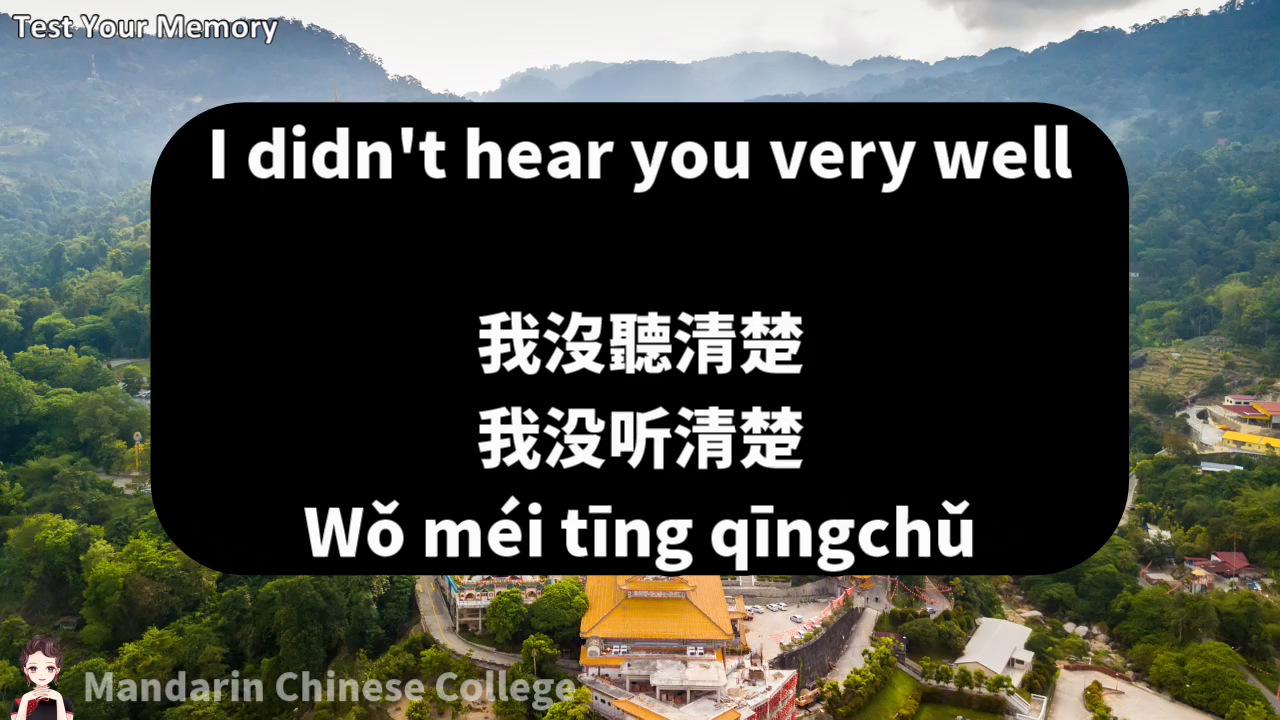 Test Your Memory
I didn't hear you very well
我沒聽清楚
我没听清楚
Wǒ méi tīng qīngchǔ
Mandarin Chinese College